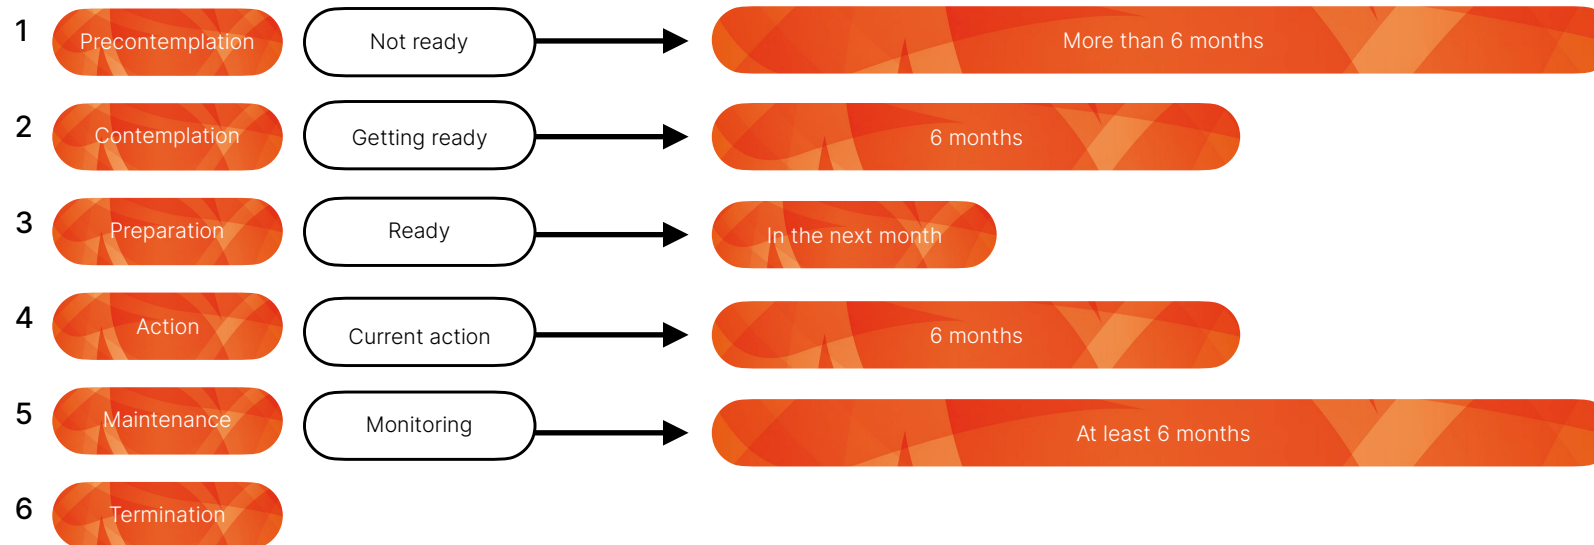 1 Precontemplation Not ready More than 6 months
2 Contemplation Getting ready 6 months
3 Preparation Ready In the next month
4 Action Current action 6 months
5 Maintenance Monitoring At least 6 months
6 Termination